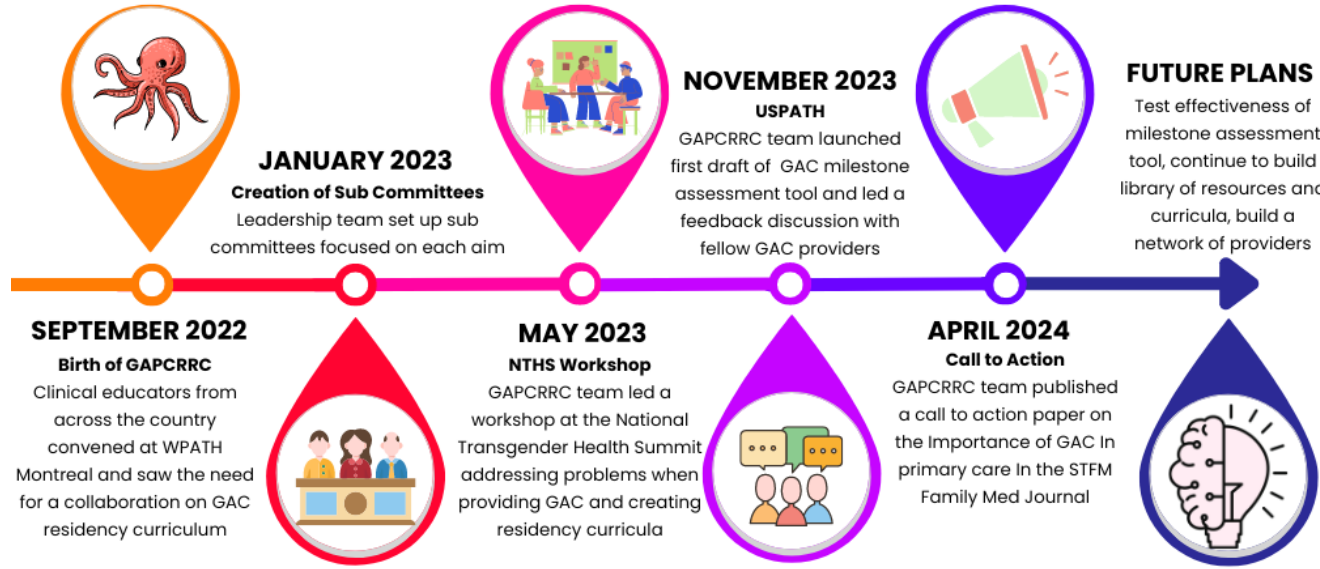 SEPTEMBER 2022
Birth of GAPCRRC
Clinical educators from
across the country
convened at WPATH
Montreal and saw the need
for a collaboration on GAC
residency curriculum
JANUARY 2023
Creation of Sub Committees
Leadership team set up sub
committees focused on each aim
MAY 2023
NTHS Workshop
GAPCRRC team led a
workshop at the National
Transgender Health Summit
addressing problems when
providing GAC and creating
residency curricula
NOVEMBER 2023
USPATH
GAPCRRC team launched
first draft of GAC milestone
assessment tool and led a
feedback discussion with
fellow GAC providers
APRIL 2024
Call to Action
GAPCRRC team published
a call to action paper on
the Importance of GAC In
primary care In the STFM
Family Med Journal
FUTURE PLANS
Test effectiveness of
milestone assessment
tool, continue to build
library of resources and
curricula, build a
network of providers